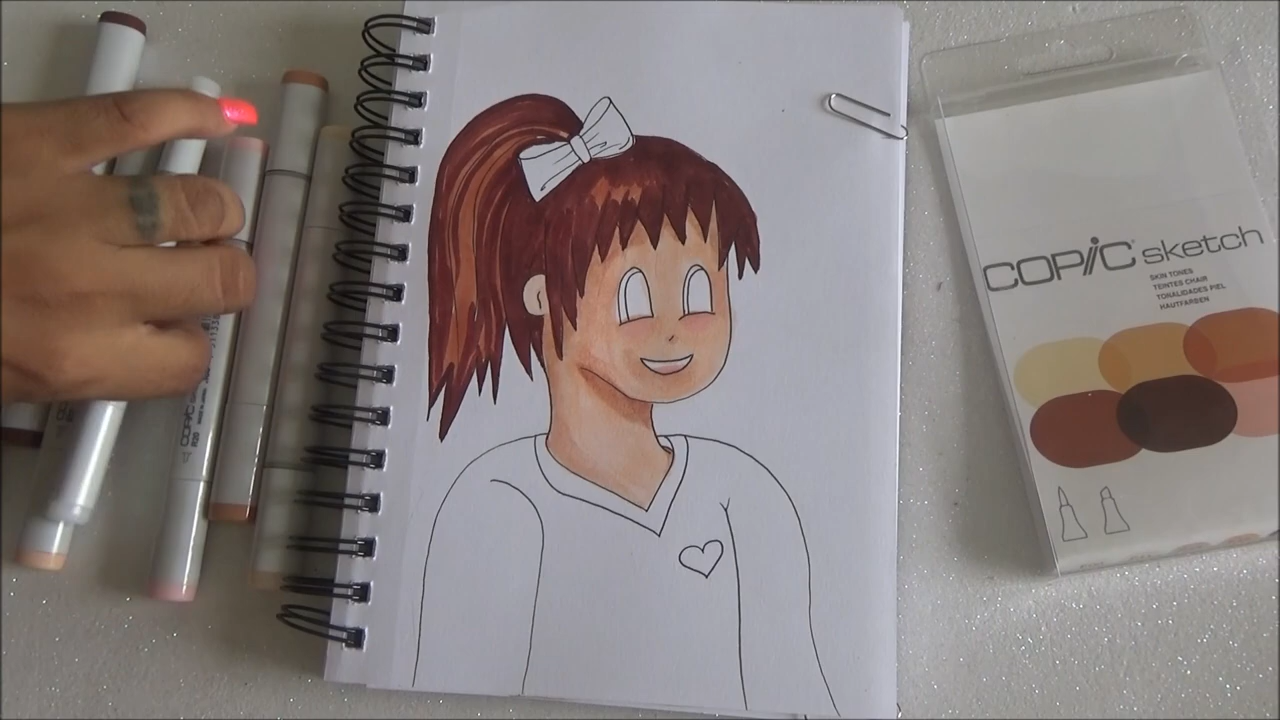 COPiC sketch
SKIN TONES
TEINTES CHAIR
TONALIDADES PIEL
HAUTFARBEN